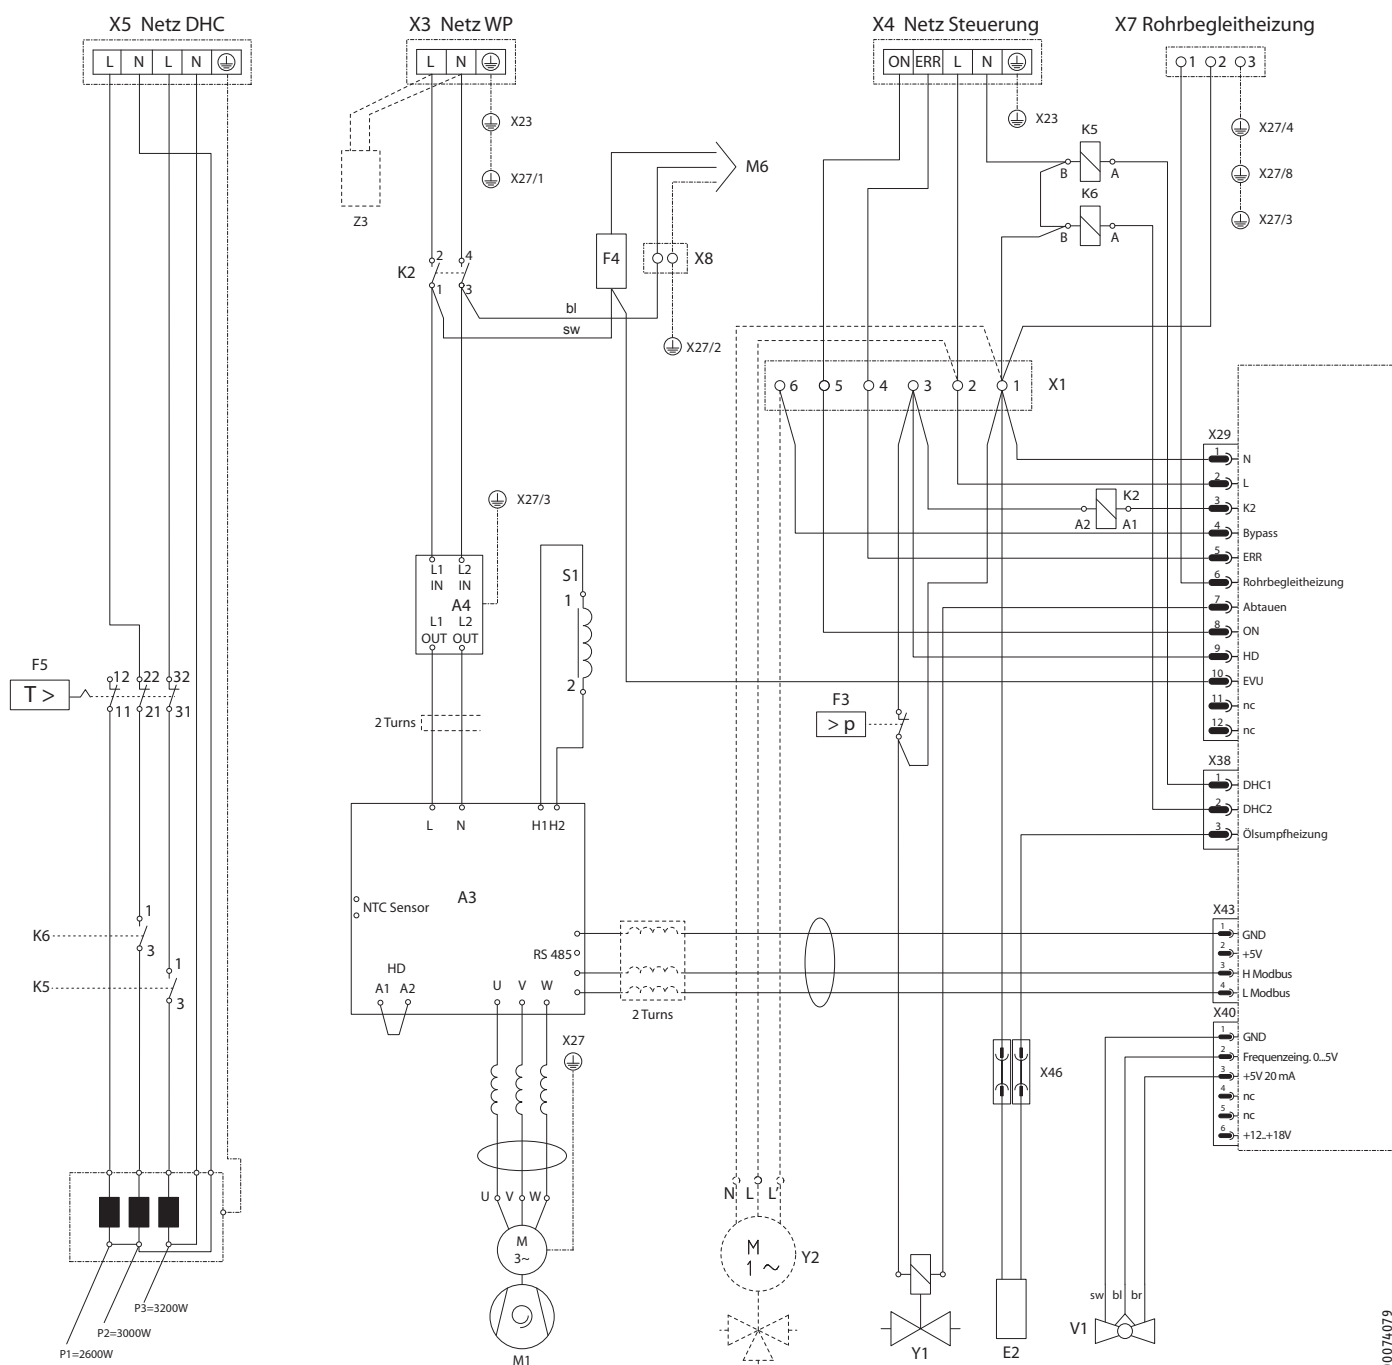 X5 Netz DHC
X3 Netz WP
X4 Netz Steuerung
X7 Rohrbegleitheizung
L N L N
L N
ON ERR L N
1 2 3
X23
X27/1
Z3
M6
X23
K5
B A
K6
B A
X27/4
X27/8
X27/3
K2
2 4
1 3
F4
X8
bl
sw
X27/2
6 5 4 3 2 1
X1
X29
1 N
2 L
3 K2
4 Bypass
5 ERR
6 Rohrbegleitheizung
7 Abtauen
8 ON
9 HD
10 EVU
11 nc
12 nc
K2
A2 A1
X27/3
L1 L2
IN IN
A4
L1 L2
OUT OUT
S1
1
2
F5
T >
12 22 32
11 21 31
2 Turns
F3
> p
X38
1 DHC1
2 DHC2
3 Ölsumpfheizung
L N H1 H2
A3
NTC Sensor
RS 485
HD
A1 A2
U V W
K6
1
3
K5
1
3
2 Turns
X43
1 GND
2 +5V
3 H Modbus
4 L Modbus
X40
1 GND
2 Frequenzeing. 0...5V
3 +5V 20 mA
4 nc
5 nc
6 +12..+18V
X27
X46
U V W
M
3~
M1
N L L'
M
1 ~
Y2
Y1
E2
sw bl br
V1
P3=3200W
P2=3000W
P1=2600W
0074079